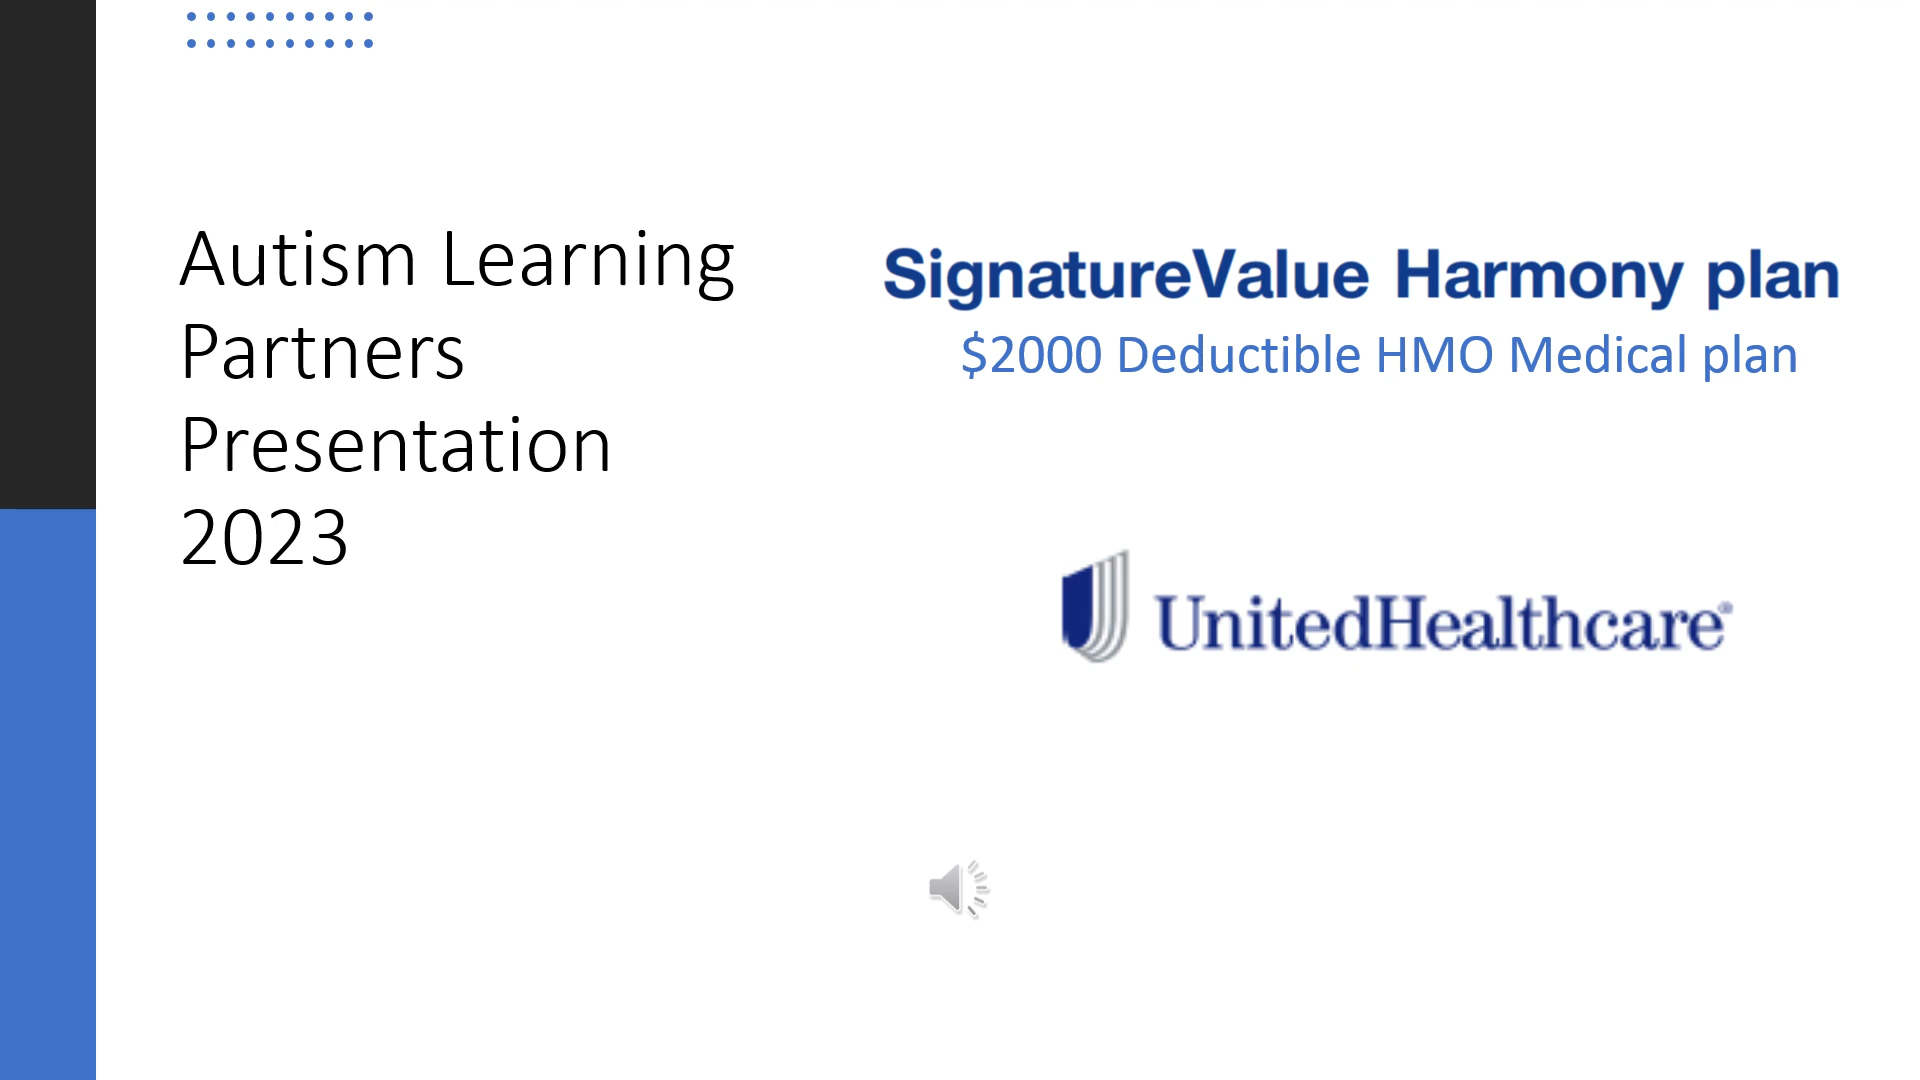 Autism Learning
Partners
Presentation
2023
SignatureValue Harmony plan
$2000 Deductible HMO Medical plan
UnitedHealthcare®